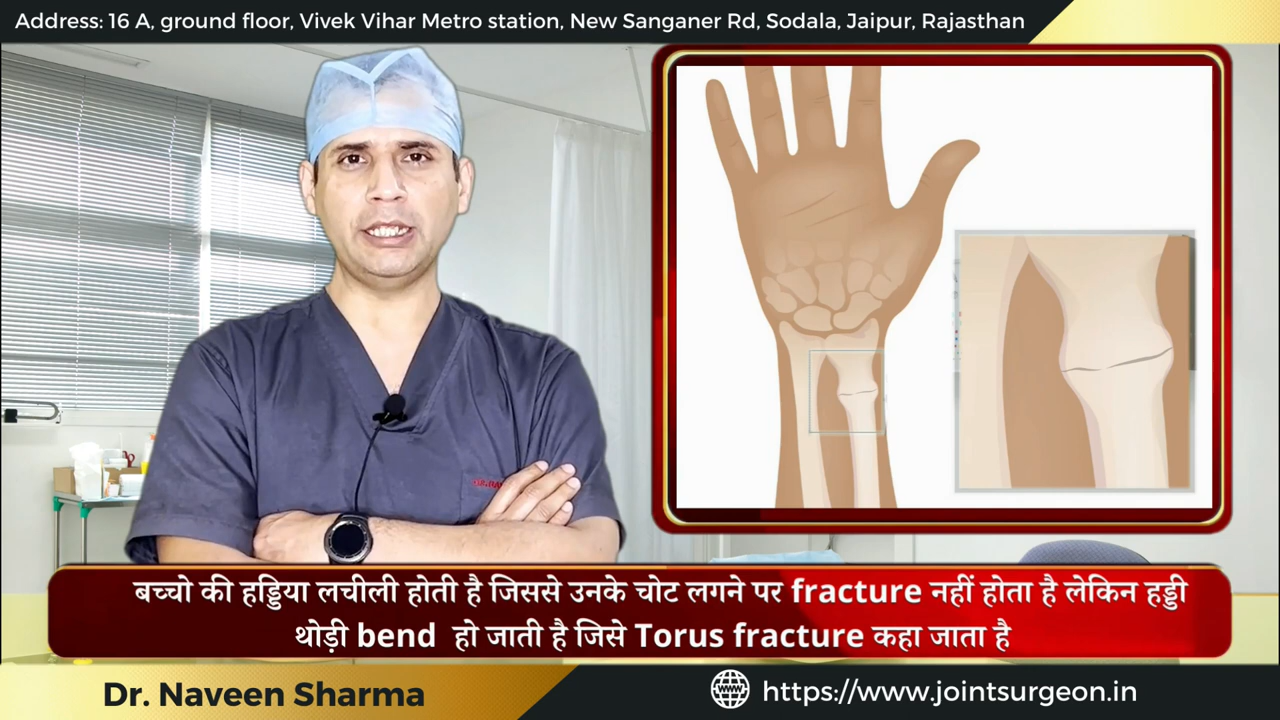 Address: 16 A, ground floor, Vivek Vihar Metro station, New Sanganer Rd, Sodala, Jaipur, Rajasthan
बच्चो की हड्डिया लचीली होती है जिससे उनके चोट लगने पर fracture नहीं होता है लेकिन हड्डी
थोड़ी bend हो जाती है जिसे Torus fracture कहा जाता है
Dr. Naveen Sharma
WWW
https://www.jointsurgeon.in